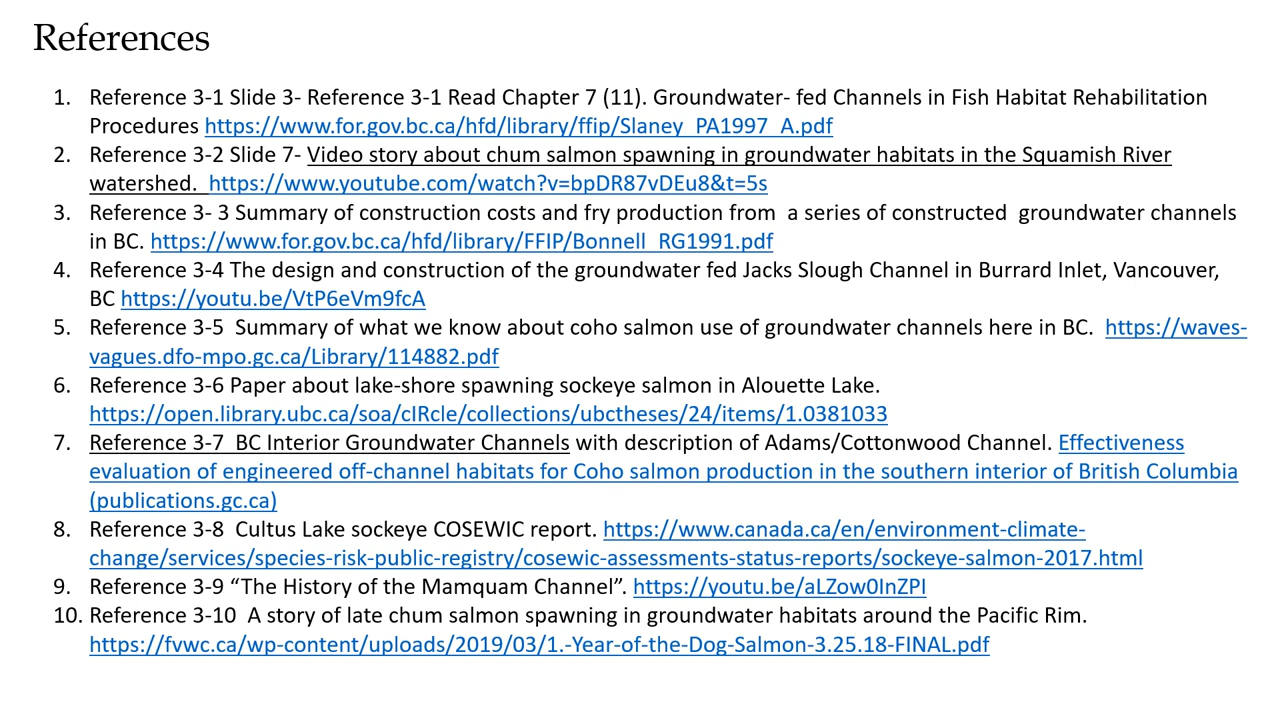 References
1. Reference 3-1 Slide 3- Reference 3-1 Read Chapter 7 (11). Groundwater- fed Channels in Fish Habitat Rehabilitation
Procedures https://www.for.gov.bc.ca/hfd/library/ffip/Slaney_PA1997_A.pdf
2. Reference 3-2 Slide 7- Video story about chum salmon spawning in groundwater habitats in the Squamish River
watershed. https://www.youtube.com/watch?v=bpDR87vDEu8&t=5s
3. Reference 3- 3 Summary of construction costs and fry production from a series of constructed groundwater channels
in BC. https://www.for.gov.bc.ca/hfd/library/FFIP/Bonnell_RG1991.pdf
4. Reference 3-4 The design and construction of the groundwater fed Jacks Slough Channel in Burrard Inlet, Vancouver,
BC https://youtu.be/VtP6eVm9fcA
5. Reference 3-5 Summary of what we know about coho salmon use of groundwater channels here in BC. https://waves-
vagues.dfo-mpo.gc.ca/Library/114882.pdf
6. Reference 3-6 Paper about lake-shore spawning sockeye salmon in Alouette Lake.
https://open.library.ubc.ca/soa/cIRcle/collections/ubctheses/24/items/1.0381033
7. Reference 3-7 BC Interior Groundwater Channels with description of Adams/Cottonwood Channel. Effectiveness
evaluation of engineered off-channel habitats for Coho salmon production in the southern interior of British Columbia
(publications.gc.ca)
8. Reference 3-8 Cultus Lake sockeye COSEWIC report. https://www.canada.ca/en/environment-climate-
change/services/species-risk-public-registry/cosewic-assessments-status-reports/sockeye-salmon-2017.html
9. Reference 3-9 “The History of the Mamquam Channel”. https://youtu.be/aLZow0InZPI
10. Reference 3-10 A story of late chum salmon spawning in groundwater habitats around the Pacific Rim.
https://fvwc.ca/wp-content/uploads/2019/03/1.-Year-of-the-Dog-Salmon-3.25.18-FINAL.pdf